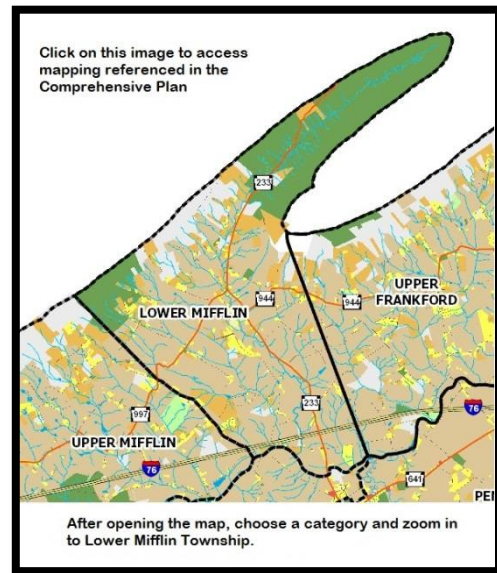 Click on this image to access
mapping referenced in the
Comprehensive Plan
233
LOWER MIFFLIN
944
944
UPPER
FRANKFORD
997
233
UPPER MIFFLIN
76
76
641
PEN
After opening the map, choose a category and zoom in
to Lower Mifflin Township.